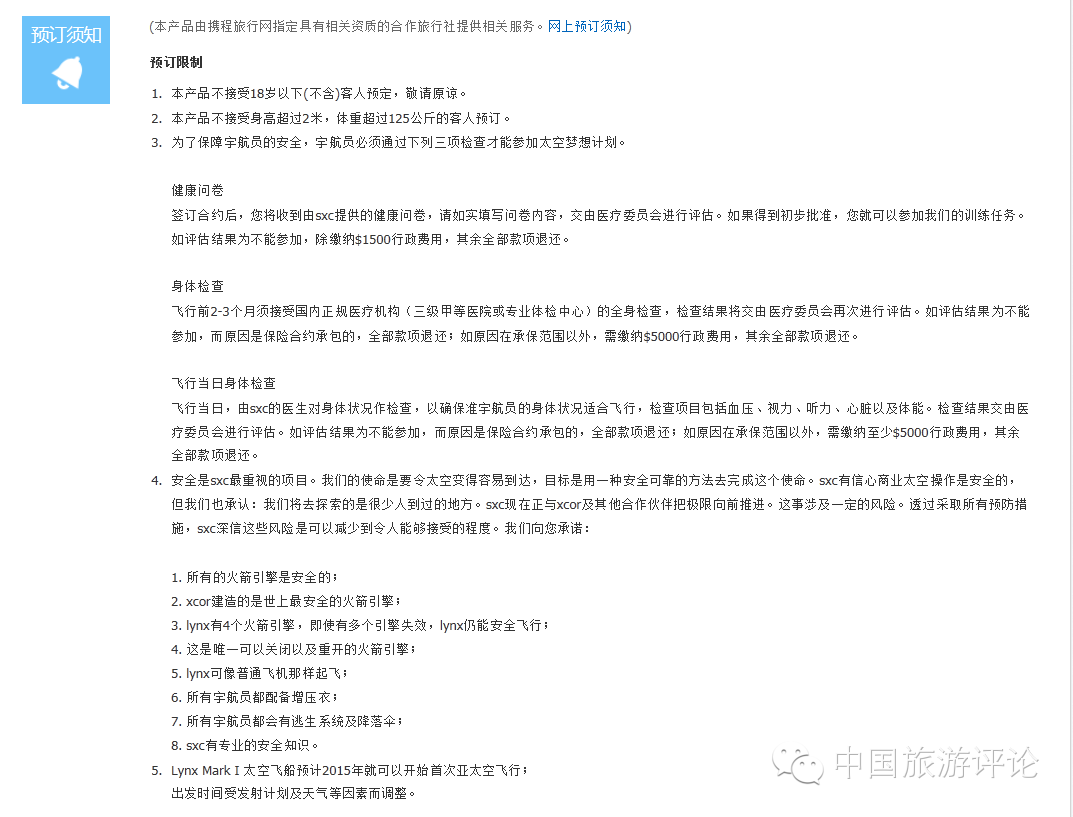 预订须知
(本产品由携程旅行网指定具有相关资质的合作旅行社提供相关服务。网上预订须知)
预订限制
1. 本产品不接受18岁以下(不含)客人预定，敬请原谅。
2. 本产品不接受身高超过2米，体重超过125公斤的客人预订。
3. 为了保障宇航员的安全，宇航员必须通过下列三项检查才能参加太空梦想计划。
健康问卷
签订合约后，您将收到由sxc提供的健康问卷，请如实填写问卷内容，交由医疗委员会进行评估。如果得到初步批准，您就可以参加我们的训练任务。
如评估结果为不能参加，除缴纳$1500行政费用，其余全部款项退还。
身体检查
飞行前2-3个月须接受国内正规医疗机构（三级甲等医院或专业体检中心）的全身检查，检查结果将交由医疗委员会再次进行评估。如评估结果为不能
参加，而原因是保险合约承包的，全部款项退还；如原因在承保范围以外，需缴纳$5000行政费用，其余全部款项退还。
飞行当日身体检查
飞行当日，由sxc的医生对身体状况作检查，以确保准宇航员的身体状况适合飞行，检查项目包括血压、视力、听力、心脏以及体能。检查结果交由医
疗委员会进行评估。如评估结果为不能参加，而原因是保险合约承包的，全部款项退还；如原因在承保范围以外，需缴纳至少$5000行政费用，其余
全部款项退还。
4. 安全是sxc最重视的项目。我们的使命是要令太空变得容易到达，目标是用一种安全可靠的方法去完成这个使命。sxc有信心商业太空操作是安全的，
但我们也承认：我们将去探索的是很少人到过的地方。sxc现在正与xcor及其他合作伙伴把极限向前推进。这事涉及一定的风险。透过采取所有预防措
施，sxc深信这些风险是可以减少到令人能够接受的程度。我们向您承诺：
1. 所有的火箭引擎是安全的；
2. xcor建造的是世上最安全的火箭引擎；
3. lynx有4个火箭引擎，即使有多个引擎失效，lynx仍能安全飞行；
4. 这是唯一可以关闭以及重开的火箭引擎；
5. lynx可像普通飞机那样起飞；
6. 所有宇航员都配备增压衣；
7. 所有宇航员都会有逃生系统及降落伞；
8. sxc有专业的安全知识。
5. Lynx Mark I 太空飞船预计2015年就可以开始首次亚太空飞行；
出发时间受发射计划及天气等因素而调整。
中国旅游评论